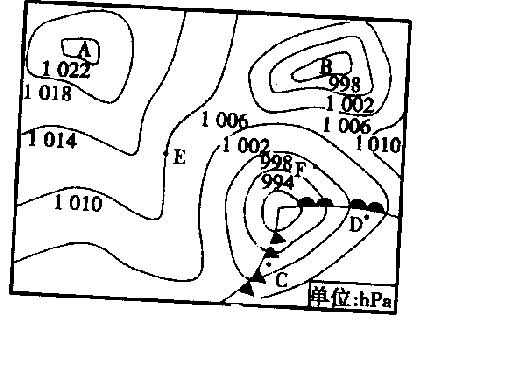 A
1 022
1 018
1 014
1 010
E
1 006
1 002
998
994
F
B
998
1 002
1 006
1 010
D
C
单位:hPa